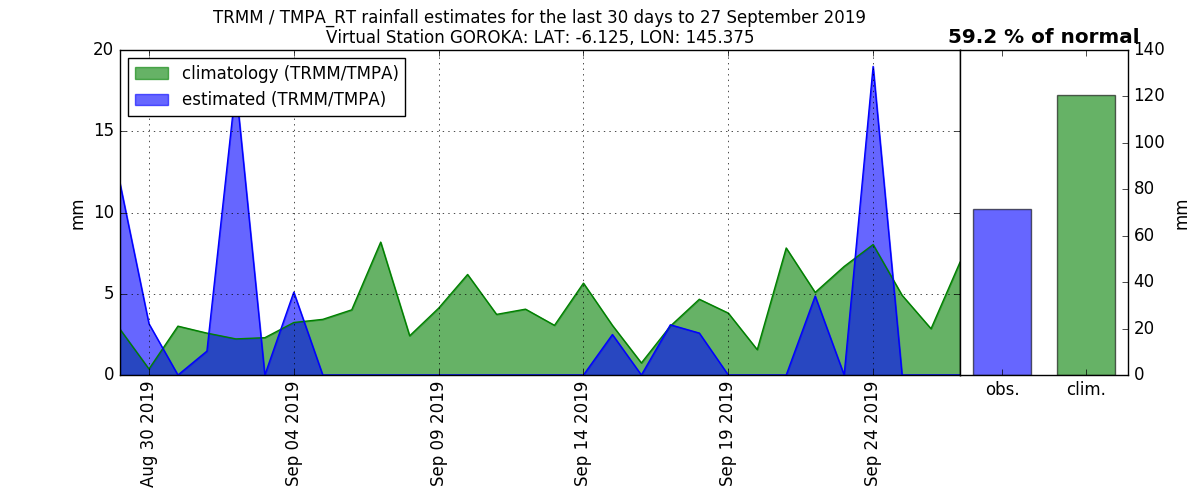 TRMM / TMPA_RT rainfall estimates for the last 30 days to 27 September 2019
Virtual Station GOROKA: LAT: -6.125, LON: 145.375
59.2 % of normal
climatology (TRMM/TMPA)
estimated (TRMM/TMPA)
20
15
10
5
0
mm
140
120
100
80
60
40
20
0
mm
Aug 30 2019
Sep 04 2019
Sep 09 2019
Sep 14 2019
Sep 19 2019
Sep 24 2019
obs.
clim.